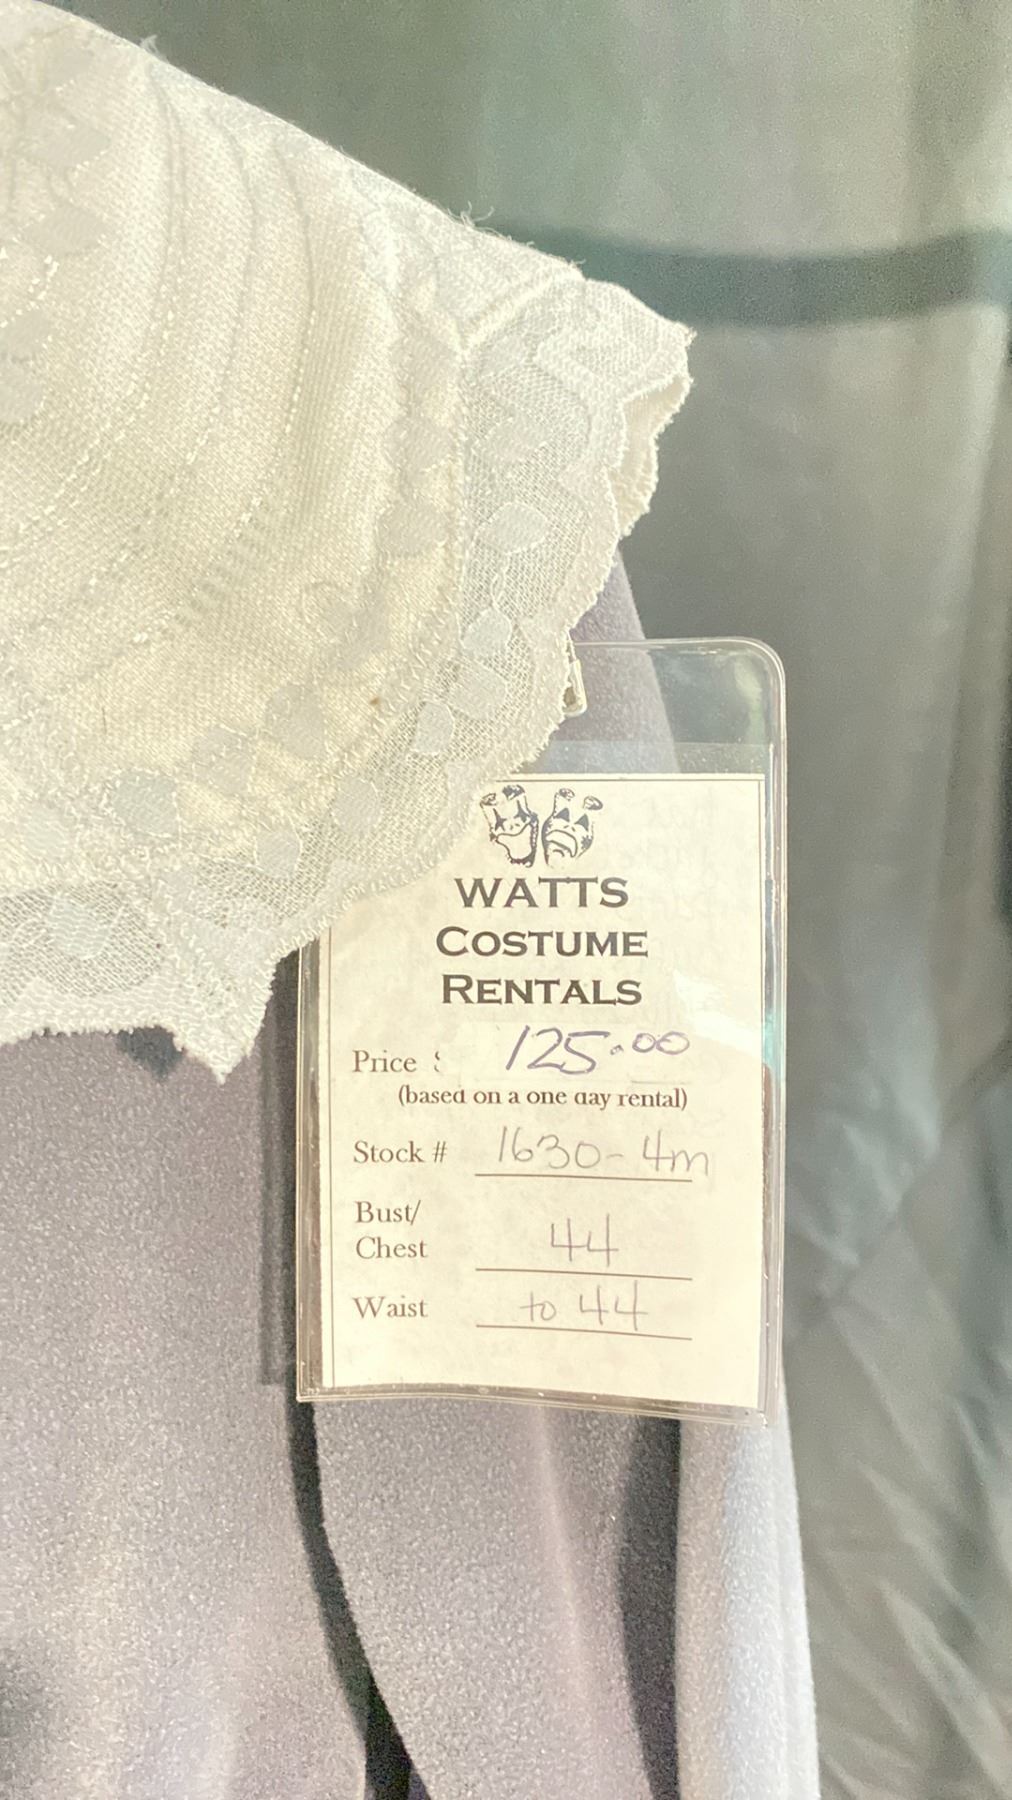 WATTS
COSTUME
RENTALS
Price $ 125.00
(based on a one day rental)
Stock # 1630-4m
Bust/
Chest 44
Waist to 44